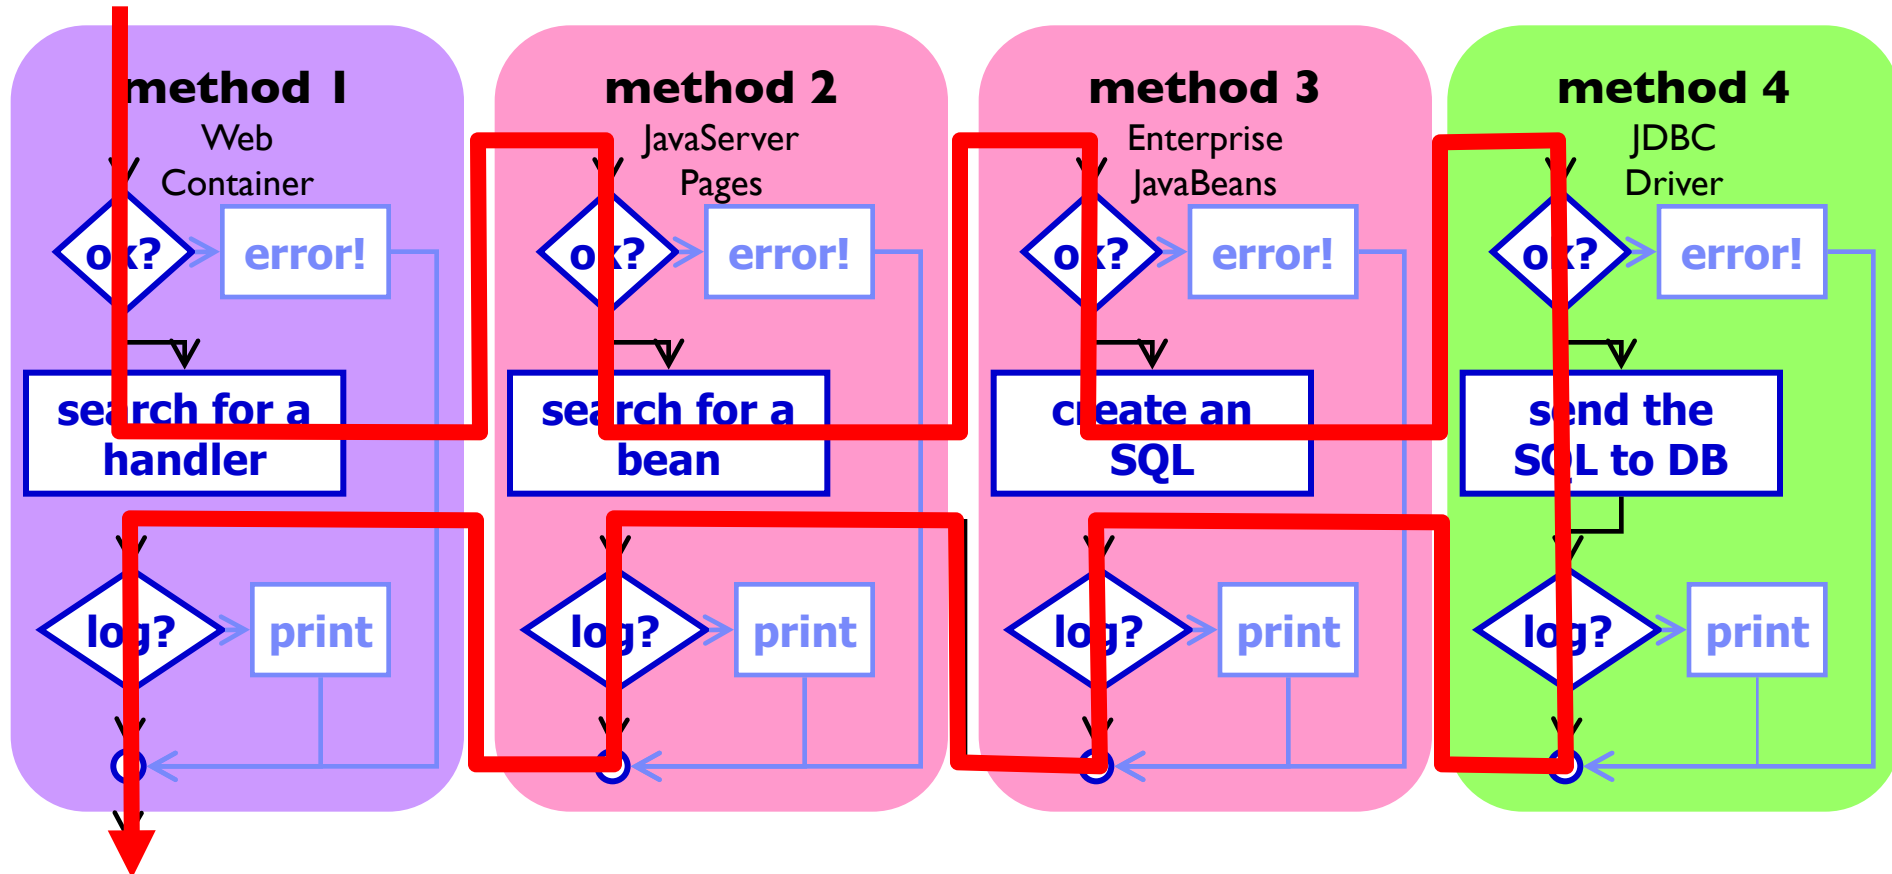 method 1
Web
Container
ok?
error!
search for a
handler
log?
print
method 2
JavaServer
Pages
ok?
error!
search for a
bean
log?
print
method 3
Enterprise
JavaBeans
ok?
error!
create an
SQL
log?
print
method 4
JDBC
Driver
ok?
error!
send the
SQL to DB
log?
print